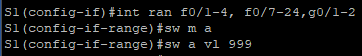 S1(config-if)#int ran f0/1-4, f0/7-24,g0/1-2
S1(config-if-range)#sw m a
S1(config-if-range)#sw a vl 999